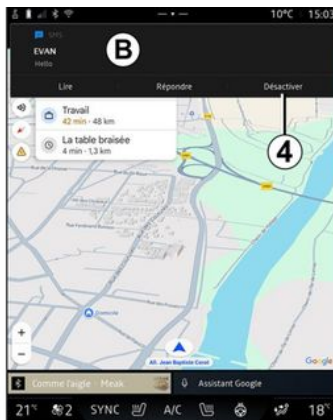 10°C 15:03
SMS
EVAN
Hello
B
Lire Répondre Désactiver
Travail
42 min · 48 km
4
La table braisée
4 min · 1,3 km
Domicile
+
−
All. Jean Baptiste Corot
Google
Comme l'aigle - Meak
Assistant Google
21° 2 SYNC A/C 18°